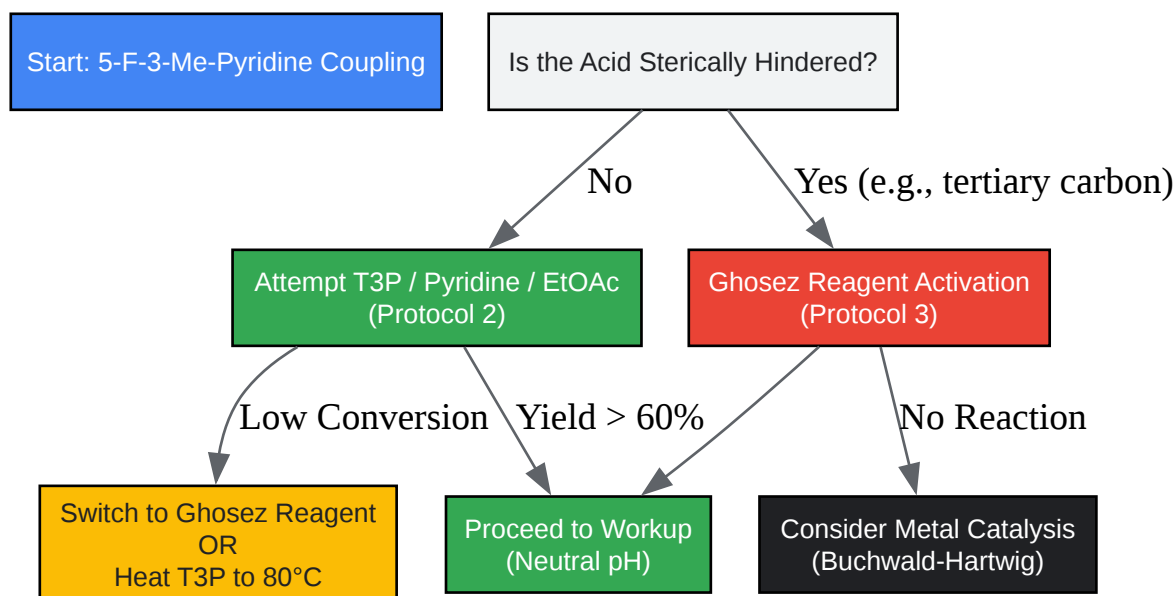 Start: 5-F-3-Me-Pyridine Coupling
Is the Acid Sterically Hindered?
No
Yes (e.g., tertiary carbon)
Attempt T3P / Pyridine / EtOAc
(Protocol 2)
Ghosez Reagent Activation
(Protocol 3)
Low Conversion
Yield > 60%
No Reaction
Switch to Ghosez Reagent
OR
Heat T3P to 80°C
Proceed to Workup
(Neutral pH)
Consider Metal Catalysis
(Buchwald-Hartwig)